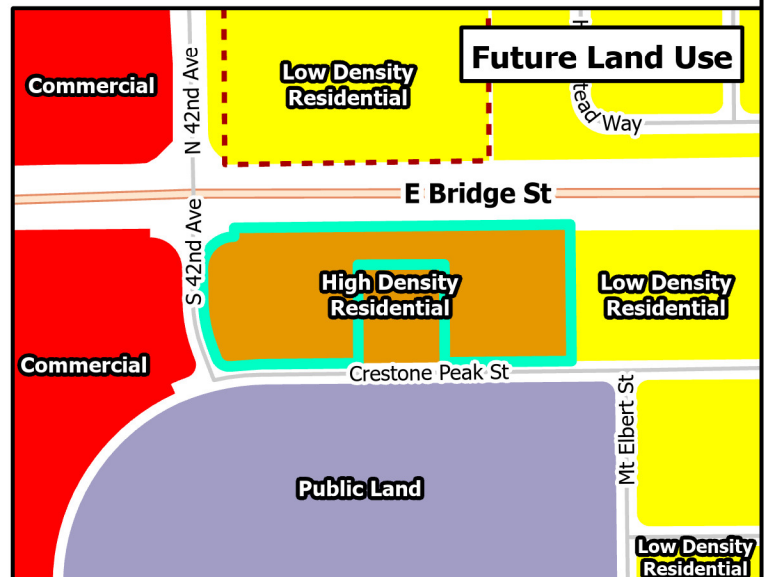 Future Land Use
Commercial
N 42nd Ave
Low Density
Residential
tead Way
E Bridge St
S 42nd Ave
High Density
Residential
Low Density
Residential
Commercial
Crestone Peak St
Mt Elbert St
Public Land
Low Density
Residential